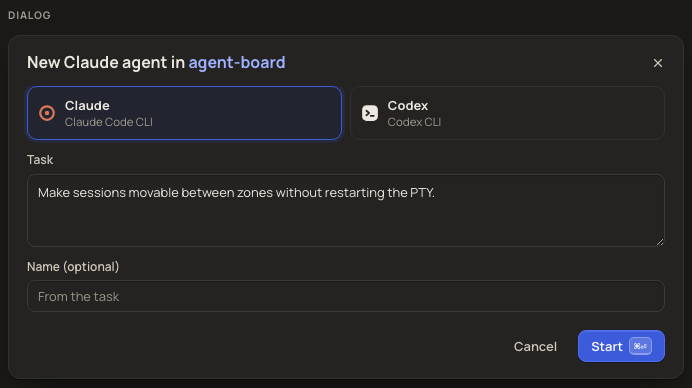 DIALOG
New Claude agent in agent-board
Claude
Claude Code CLI
Codex
Codex CLI
Task
Make sessions movable between zones without restarting the PTY.
Name (optional)
From the task
Cancel
Start ⌘⏎